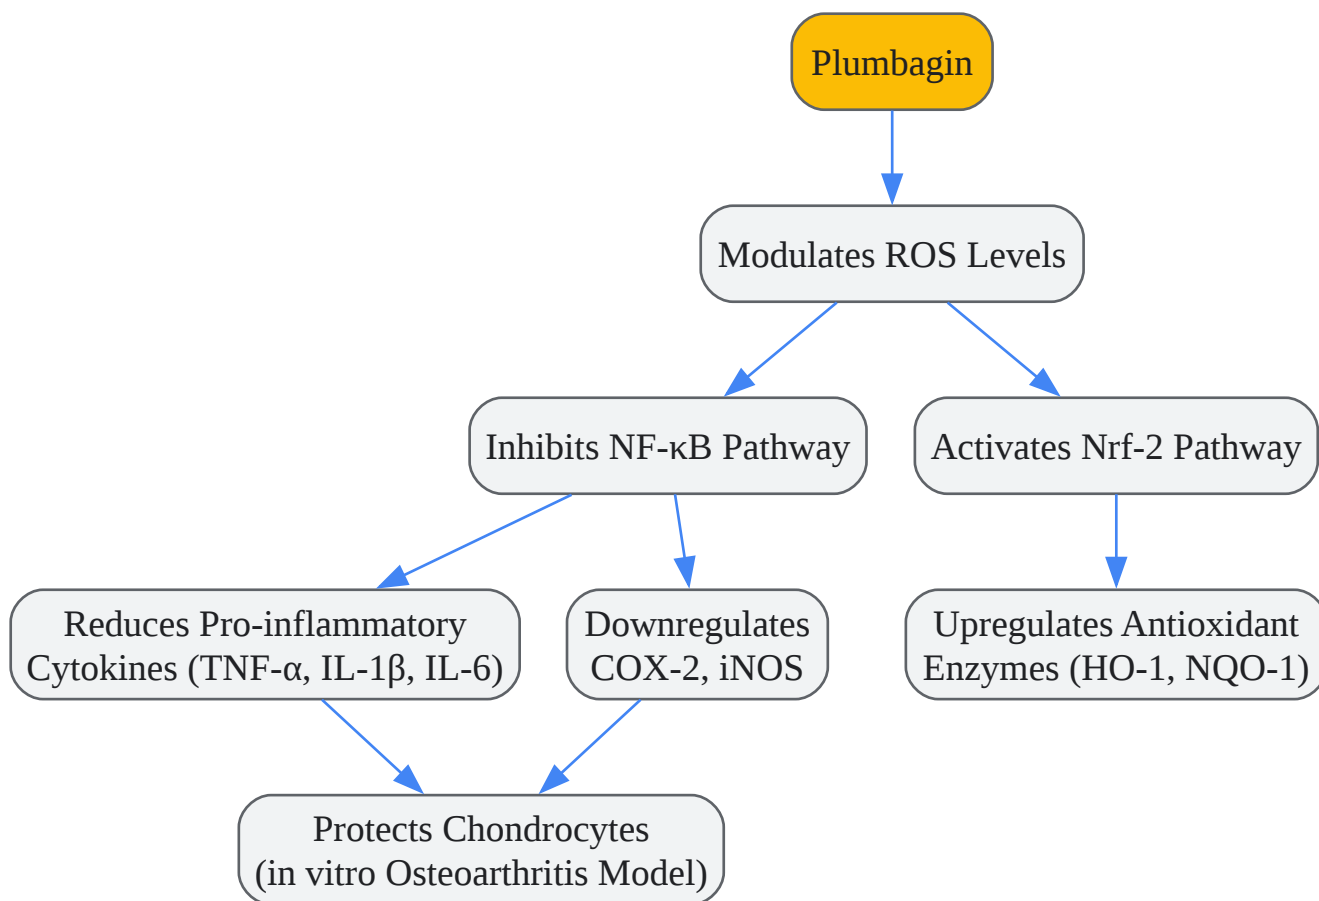 Plumbagin
Modulates ROS Levels
Inhibits NF-κB Pathway
Activates Nrf-2 Pathway
Reduces Pro-inflammatory
Cytokines (TNF-α, IL-1β, IL-6)
Downregulates
COX-2, iNOS
Upregulates Antioxidant
Enzymes (HO-1, NQO-1)
Protects Chondrocytes
(in vitro Osteoarthritis Model)